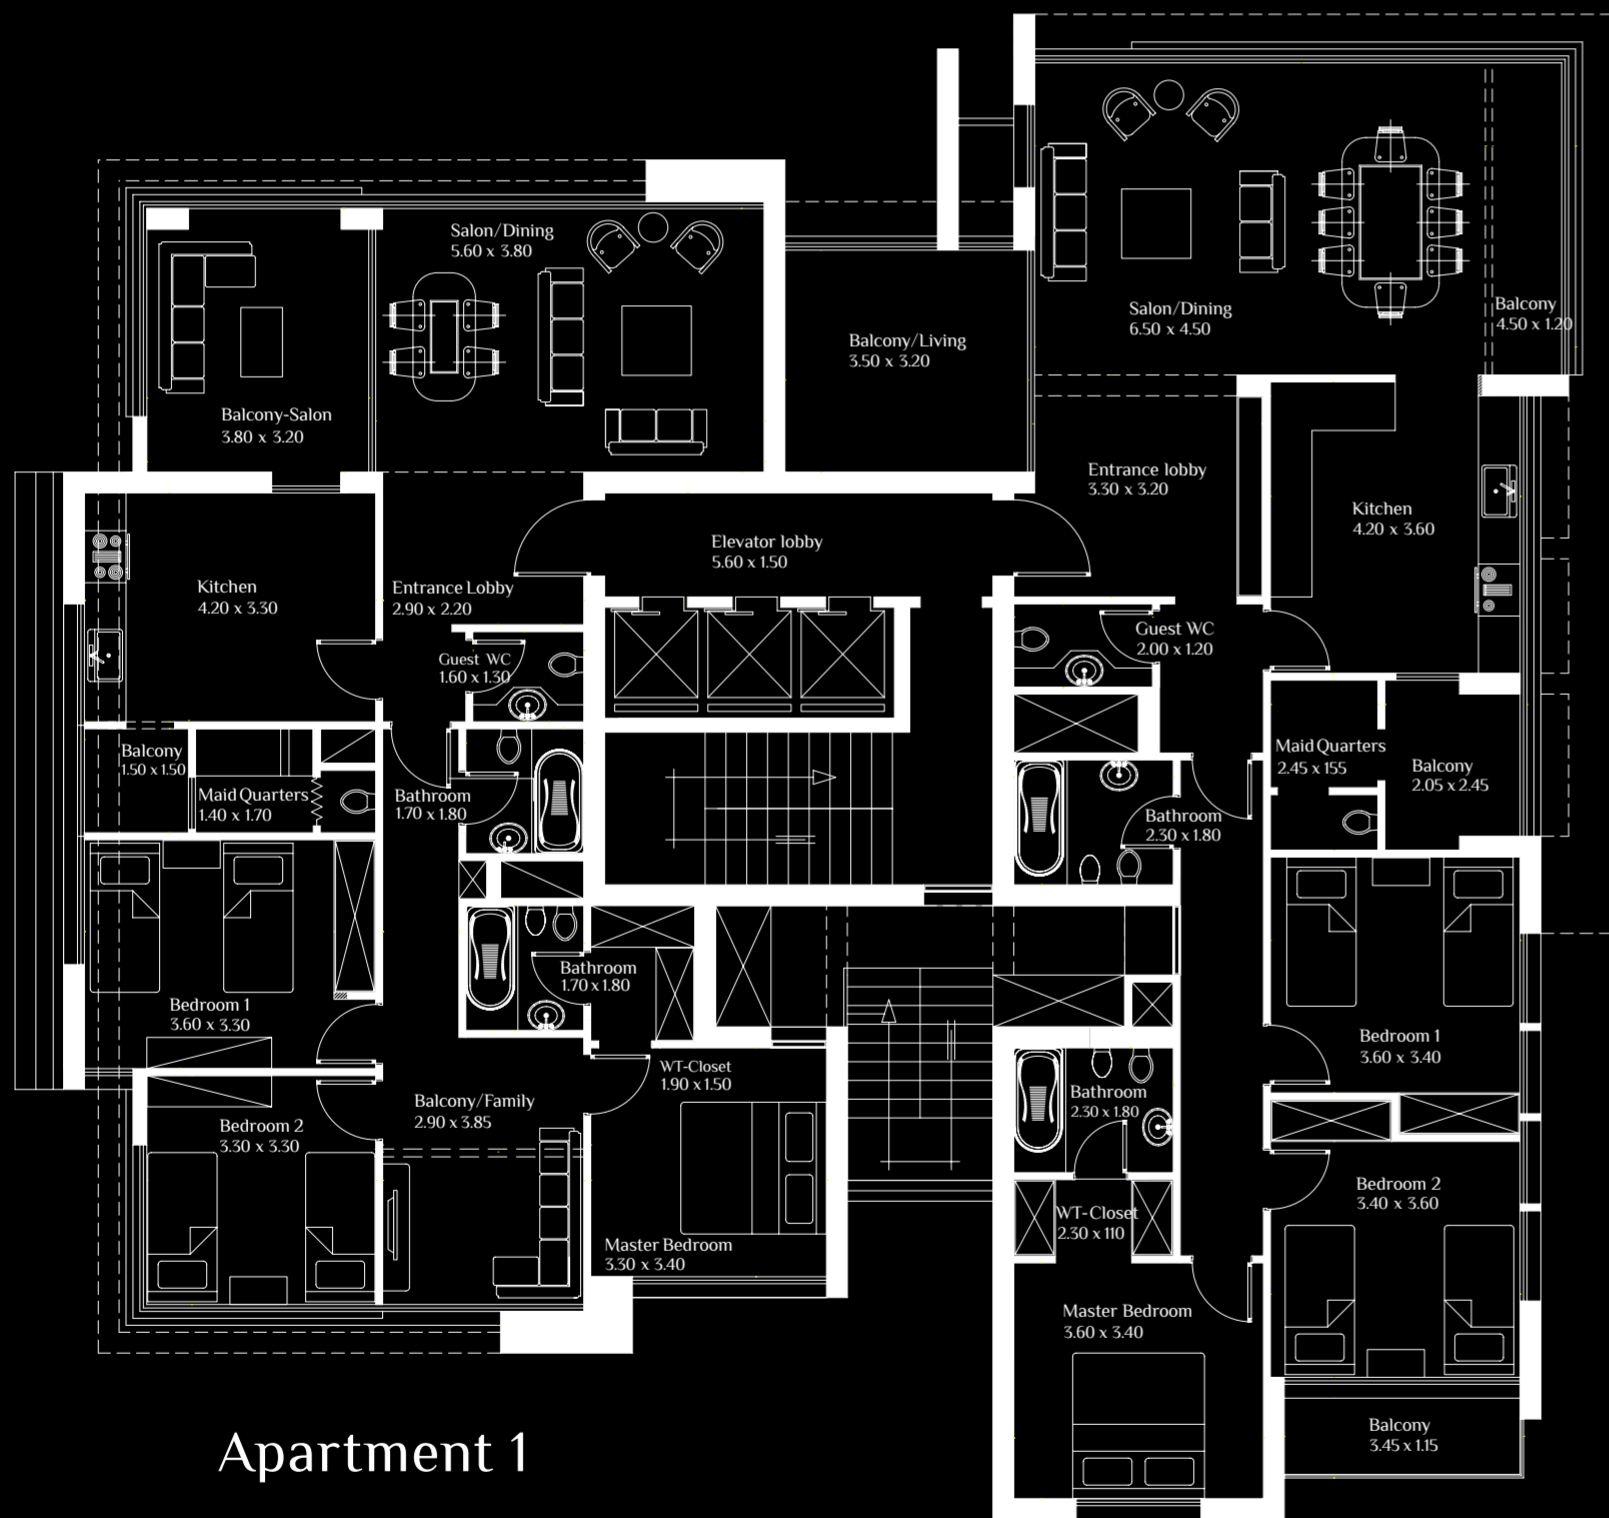 Salon/Dining
5.60 x 3.80
Balcony-Salon
3.80 x 3.20
Balcony/Living
3.50 x 3.20
Salon/Dining
6.50 x 4.50
Balcony
4.50 x 1.20
Entrance lobby
3.30 x 3.20
Kitchen
4.20 x 3.60
Elevator lobby
5.60 x 1.50
Kitchen
4.20 x 3.30
Entrance Lobby
2.90 x 2.20
Guest WC
1.60 x 1.30
Guest WC
2.00 x 1.20
Balcony
1.50 x 1.50
Maid Quarters
1.40 x 1.70
Bathroom
1.70 x 1.80
Maid Quarters
2.45 x 155
Balcony
2.05 x 2.45
Bathroom
2.30 x 1.80
Bathroom
1.70 x 1.80
Bedroom 1
3.60 x 3.30
Bedroom 1
3.60 x 3.40
WT-Closet
1.90 x 1.50
Balcony/Family
2.90 x 3.85
Bathroom
2.30 x 1.80
Bedroom 2
3.30 x 3.30
Bedroom 2
3.40 x 3.60
WT-Closet
2.30 x 110
Master Bedroom
3.30 x 3.40
Master Bedroom
3.60 x 3.40
Balcony
3.45 x 1.15
Apartment 1